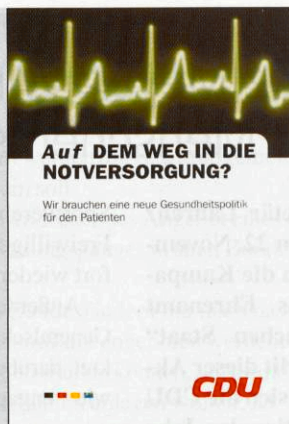 Auf DEM WEG IN DIE
NOTVERSORGUNG?
Wir brauchen eine neue Gesundheitspolitik
für den Patienten
CDU